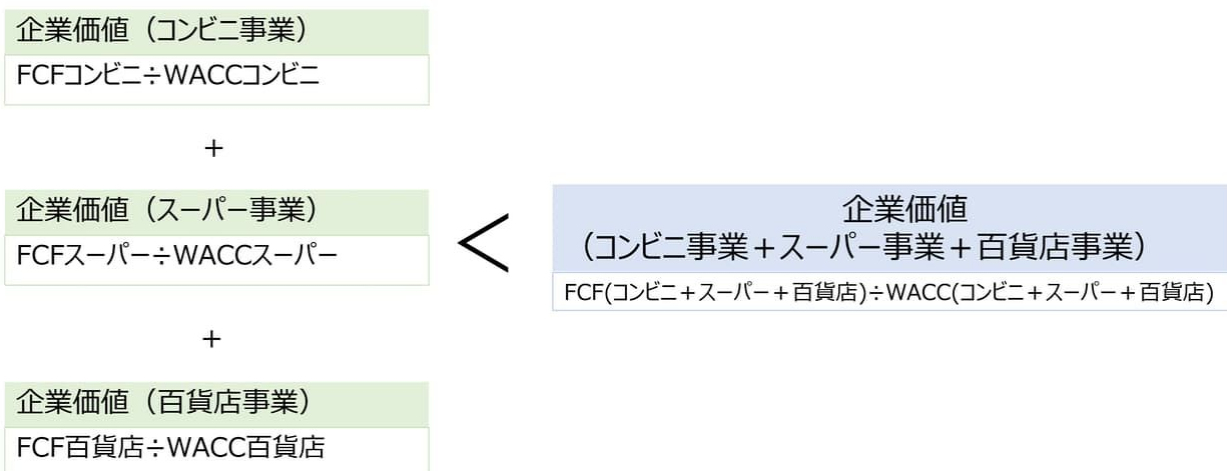 企業価値（コンビニ事業）
FCFコンビニ÷WACCコンビニ
+
企業価値（スーパー事業）
FCFスーパー÷WACCスーパー
+
企業価値（百貨店事業）
FCF百貨店÷WACC百貨店
＜
企業価値
（コンビニ事業＋スーパー事業＋百貨店事業）
FCF(コンビニ＋スーパー＋百貨店)÷WACC(コンビニ＋スーパー＋百貨店)